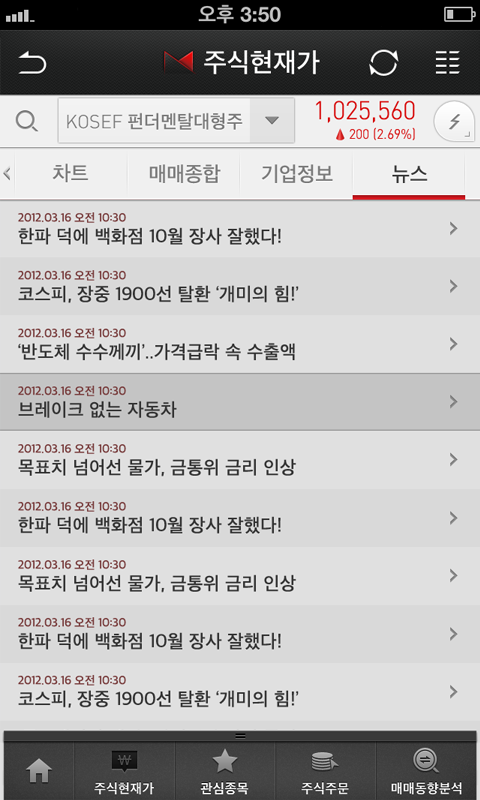 오후 3:50
주식현재가
KOSEF 펀더멘탈대형주
1,025,560
▲ 200 (2.69%)
차트 매매종합 기업정보 뉴스
2012.03.16 오전 10:30
한파 덕에 백화점 10월 장사 잘했다!
2012.03.16 오전 10:30
코스피, 장중 1900선 탈환 ‘개미의 힘!’
2012.03.16 오전 10:30
‘반도체 수수께끼’..가격급락 속 수출액
2012.03.16 오전 10:30
브레이크 없는 자동차
2012.03.16 오전 10:30
목표치 넘어선 물가, 금통위 금리 인상
2012.03.16 오전 10:30
한파 덕에 백화점 10월 장사 잘했다!
2012.03.16 오전 10:30
목표치 넘어선 물가, 금통위 금리 인상
2012.03.16 오전 10:30
한파 덕에 백화점 10월 장사 잘했다!
2012.03.16 오전 10:30
코스피, 장중 1900선 탈환 ‘개미의 힘!’
₩
주식현재가 관심종목 주식주문 매매동향분석